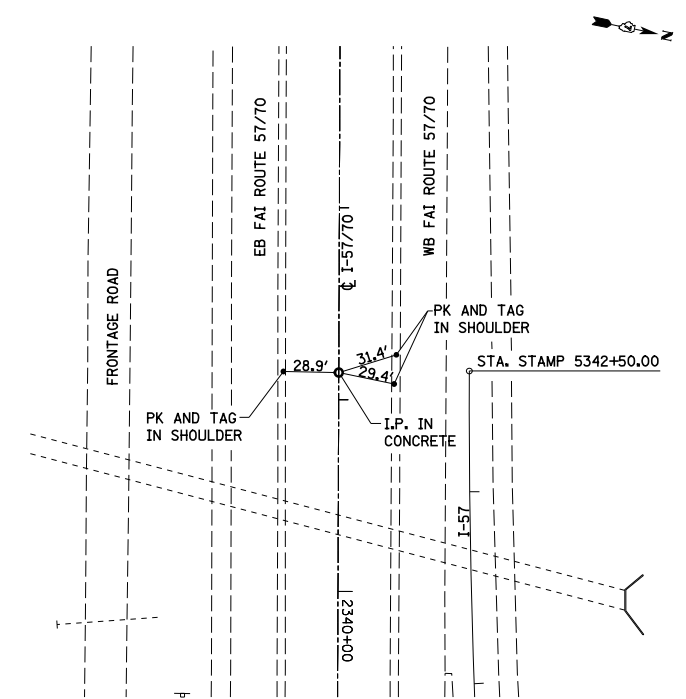 N
EB FAI ROUTE 57/70
WB FAI ROUTE 57/70
℄ I-57/70
FRONTAGE ROAD
PK AND TAG
IN SHOULDER
STA. STAMP 5342+50.00
31.4'
28.9'
29.4'
PK AND TAG
IN SHOULDER
I.P. IN
CONCRETE
I-57
2340+00